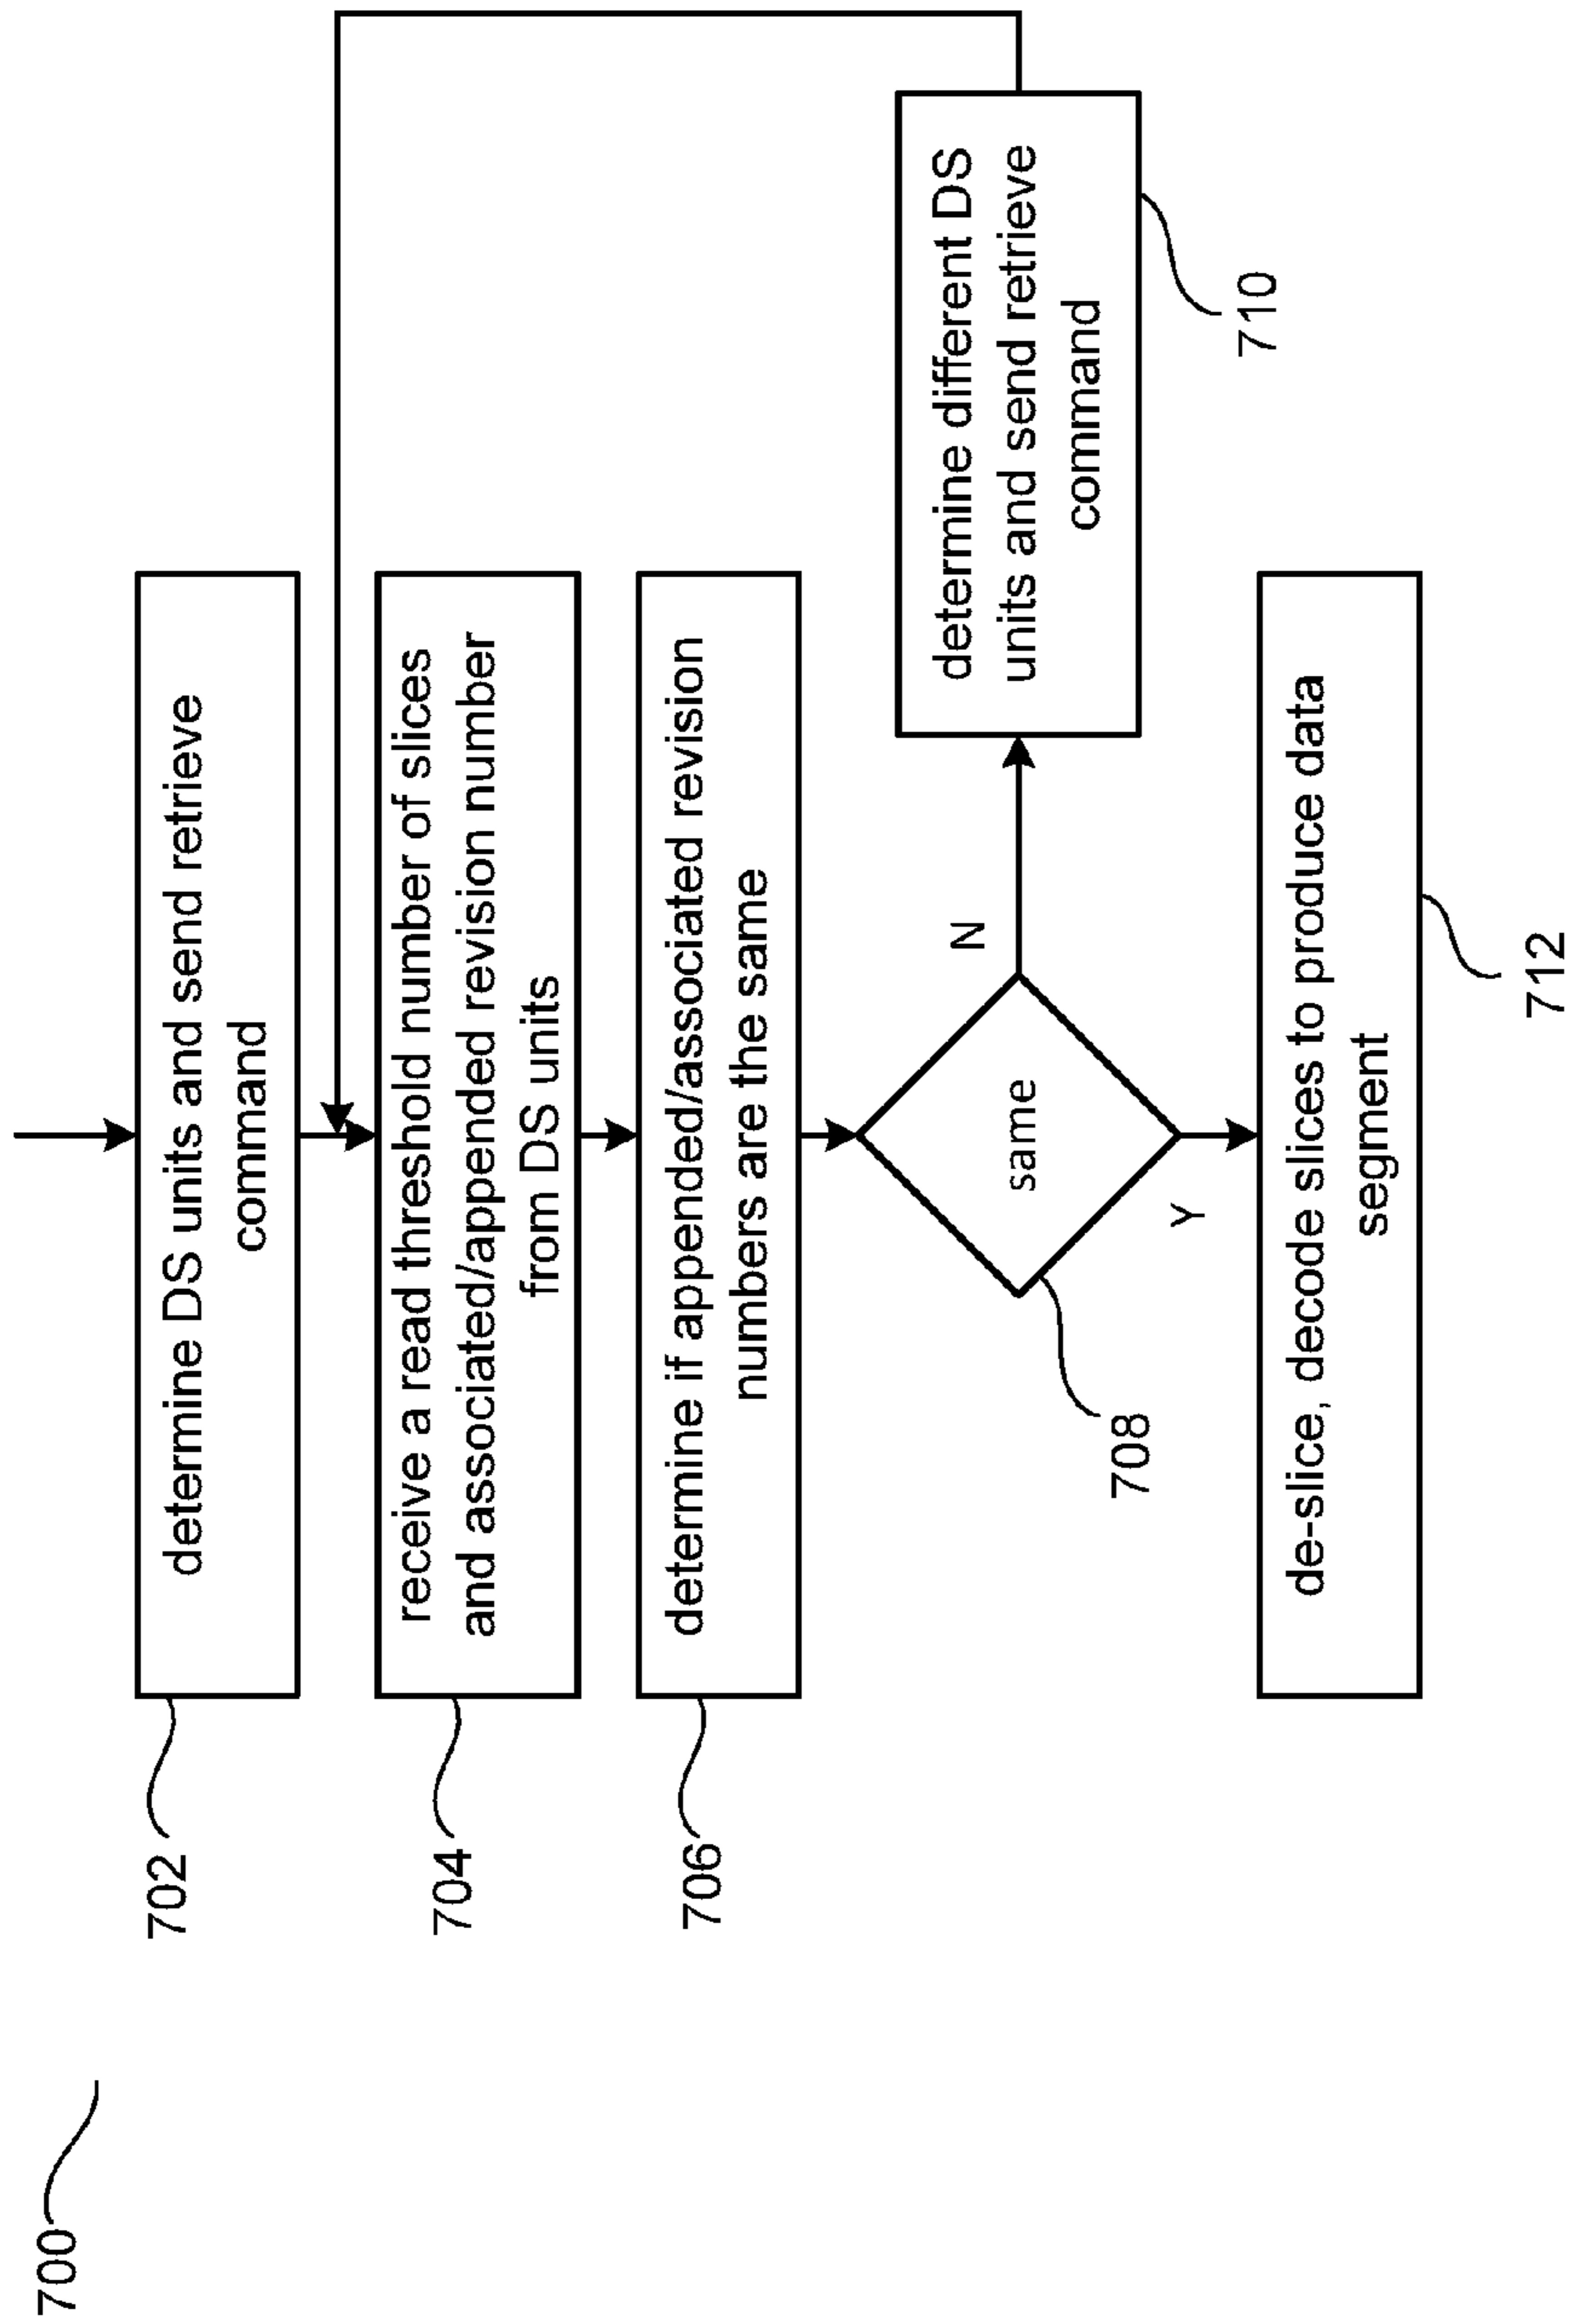 700
702
determine DS units and send retrieve
command
704
receive a read threshold number of slices
and associated/appended revision number
from DS units
706
determine if appended/associated revision
numbers are the same
708
same
N
Y
determine different DS
units and send retrieve
command
710
de-slice, decode slices to produce data
segment
712